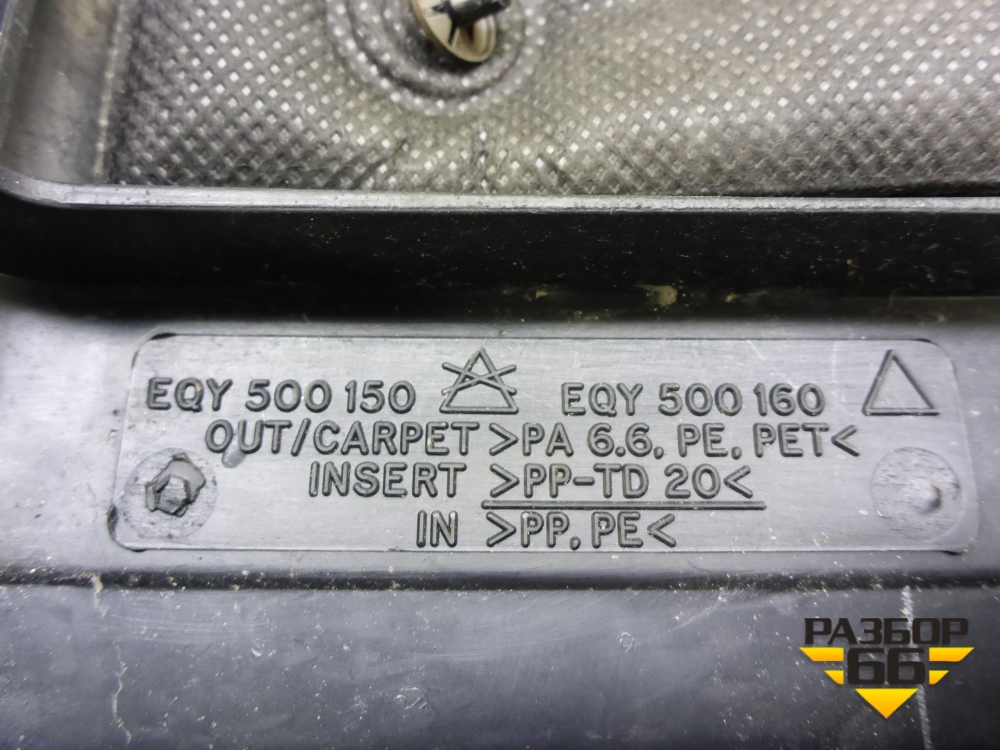 EQY 500 150 EQY 500 160
OUT/CARPET >PA 6.6, PE, PET<
INSERT >PP-TD 20<
IN >PP, PE<
РАЗБОР
66